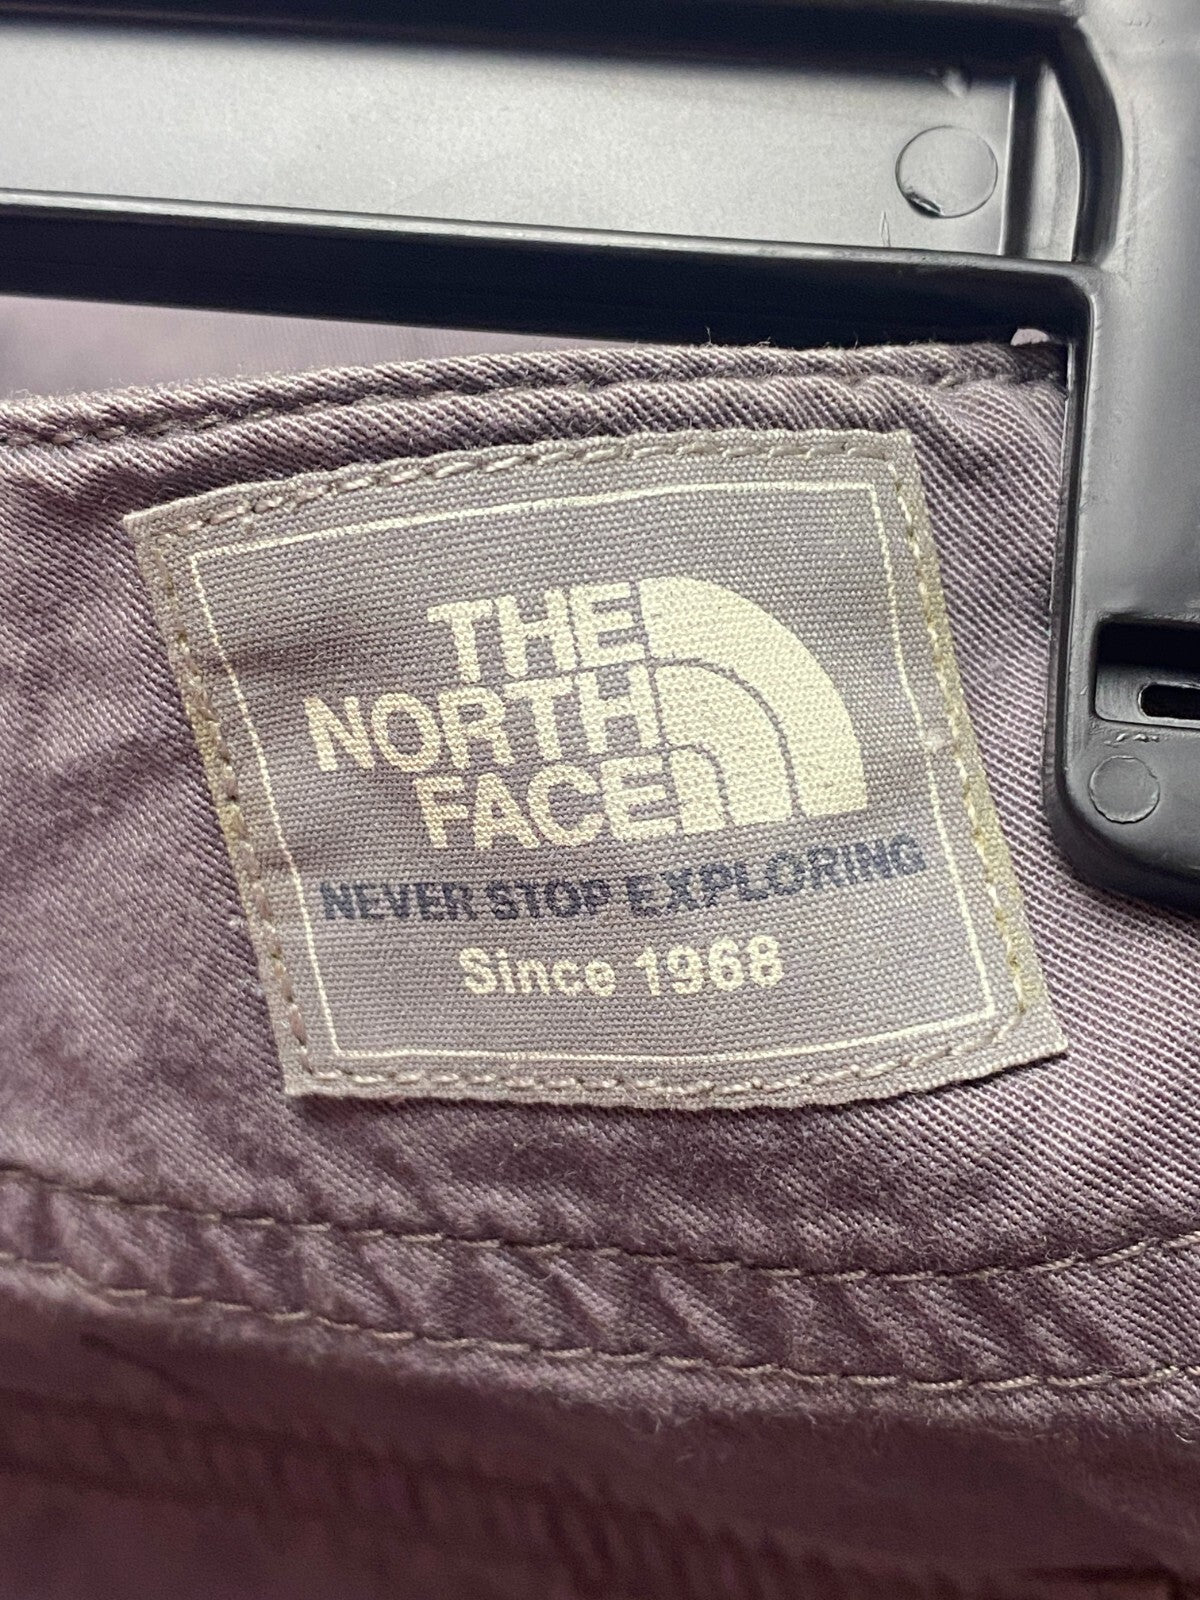 THE
NORTH
FACE
NEVER STOP EXPLORING
Since 1968